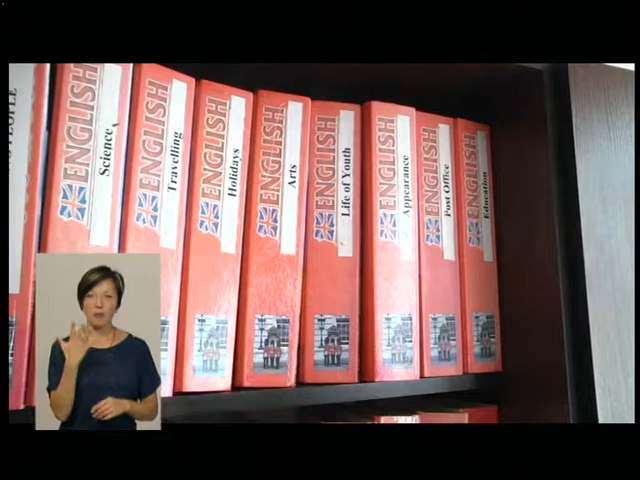 ENGLISH
Science
ENGLISH
Travelling
ENGLISH
Holidays
ENGLISH
Arts
ENGLISH
Life of Youth
ENGLISH
Appearance
ENGLISH
Post Office
ENGLISH
Education